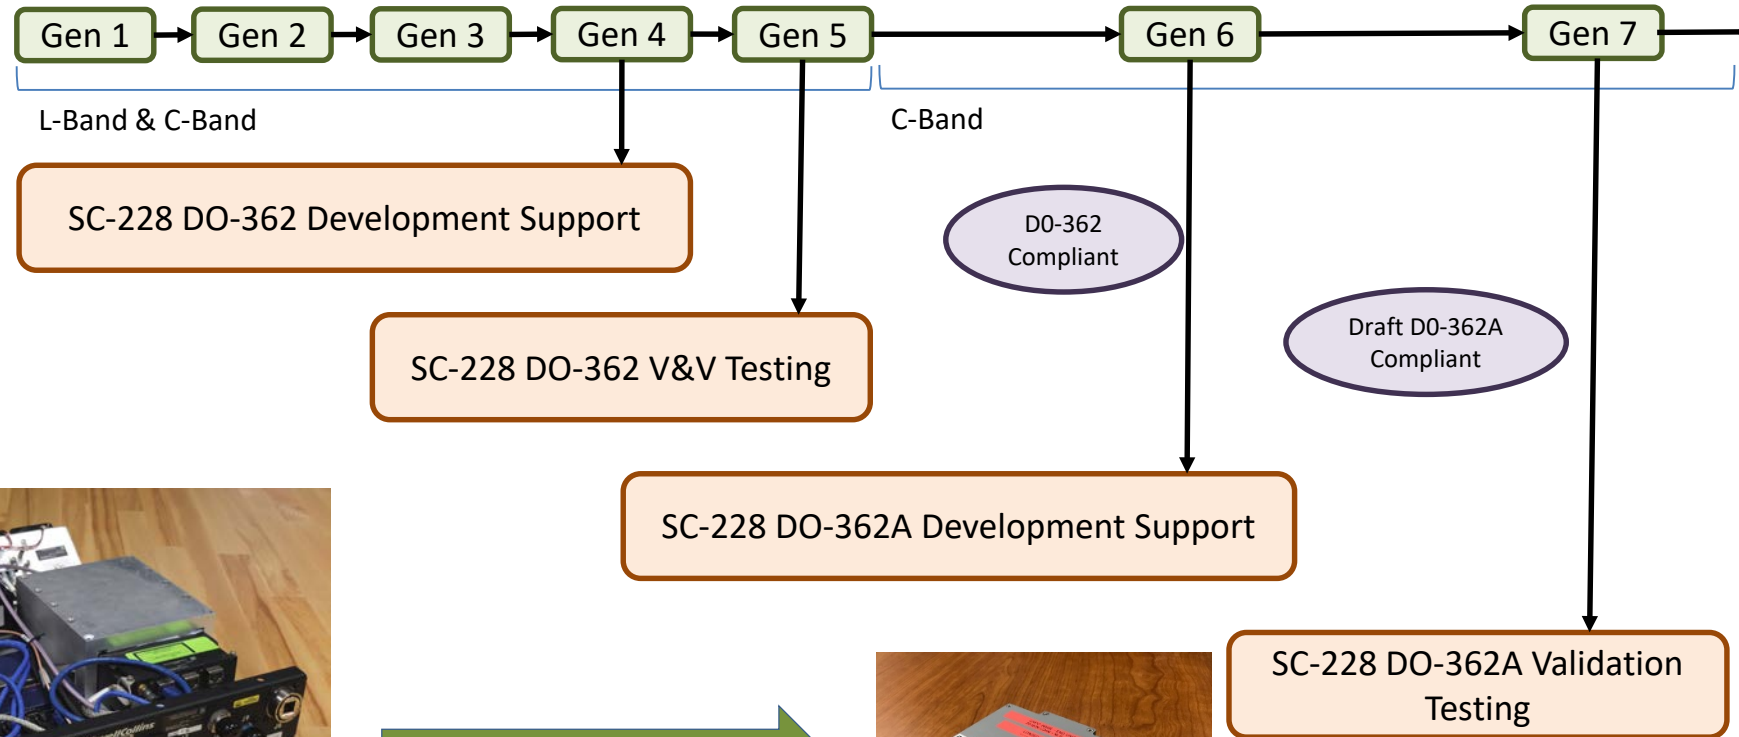 Gen 1
Gen 2
Gen 3
Gen 4
Gen 5
Gen 6
Gen 7
L-Band & C-Band
C-Band
SC-228 DO-362 Development Support
D0-362
Compliant
SC-228 DO-362 V&V Testing
Draft D0-362A
Compliant
SC-228 DO-362A Development Support
SC-228 DO-362A Validation
Testing